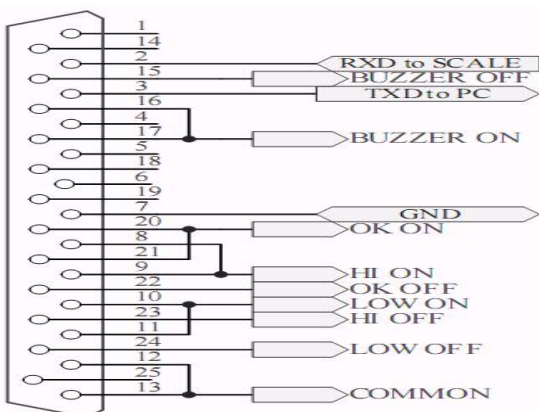 1
14
2 RXD to SCALE
15 BUZZER OFF
3 TXD to PC
16
4
17 BUZZER ON
5
18
6
19
7 GND
20 OK ON
8
21
9 HI ON
22 OK OFF
10 LOW ON
23 HI OFF
11
24 LOW OFF
12
25
13 COMMON